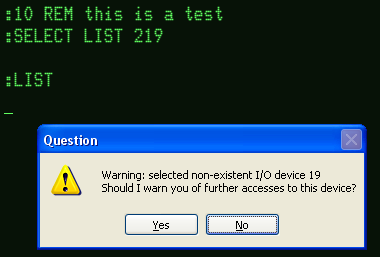 :10 REM this is a test
:SELECT LIST 219
:LIST
_
Question
Warning: selected non-existent I/O device 19
Should I warn you of further accesses to this device?
Yes
No